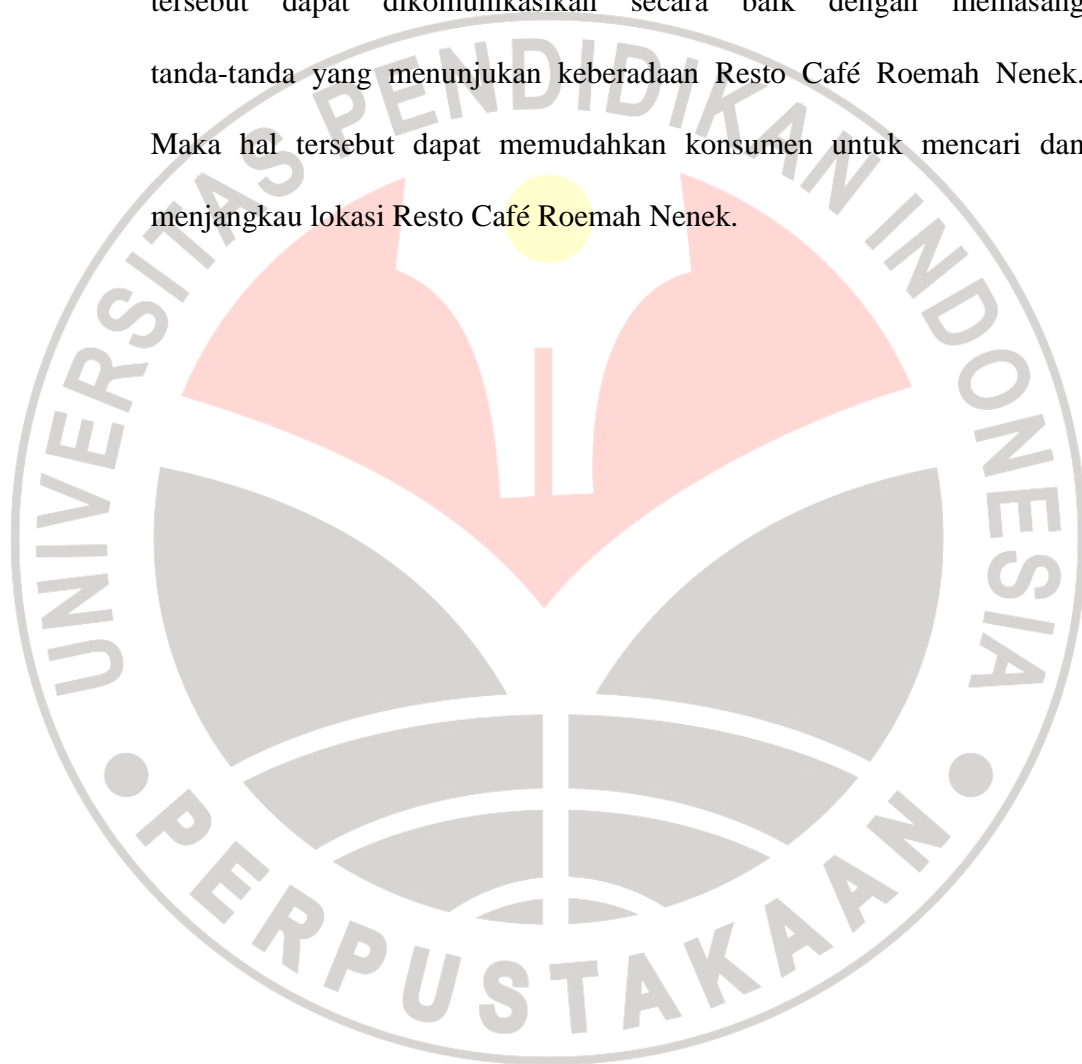 tersebut dapat dikomunikasikan secara baik dengan memasang
tanda-tanda yang menunjukan keberadaan Resto Café Roemah Nenek.
Maka hal tersebut dapat memudahkan konsumen untuk mencari dan
menjangkau lokasi Resto Café Roemah Nenek.
UNIVERSITAS PENDIDIKAN INDONESIA
PERPUSTAKAAN